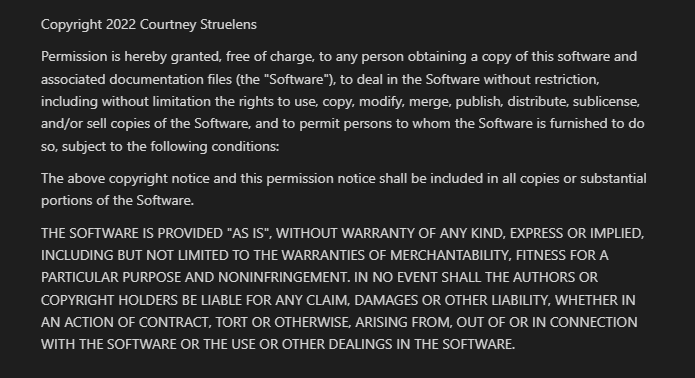 Copyright 2022 Courtney Struelens
Permission is hereby granted, free of charge, to any person obtaining a copy of this software and
associated documentation files (the "Software"), to deal in the Software without restriction,
including without limitation the rights to use, copy, modify, merge, publish, distribute, sublicense,
and/or sell copies of the Software, and to permit persons to whom the Software is furnished to do
so, subject to the following conditions:
The above copyright notice and this permission notice shall be included in all copies or substantial
portions of the Software.
THE SOFTWARE IS PROVIDED "AS IS", WITHOUT WARRANTY OF ANY KIND, EXPRESS OR IMPLIED,
INCLUDING BUT NOT LIMITED TO THE WARRANTIES OF MERCHANTABILITY, FITNESS FOR A
PARTICULAR PURPOSE AND NONINFRINGEMENT. IN NO EVENT SHALL THE AUTHORS OR
COPYRIGHT HOLDERS BE LIABLE FOR ANY CLAIM, DAMAGES OR OTHER LIABILITY, WHETHER IN
AN ACTION OF CONTRACT, TORT OR OTHERWISE, ARISING FROM, OUT OF OR IN CONNECTION
WITH THE SOFTWARE OR THE USE OR OTHER DEALINGS IN THE SOFTWARE.